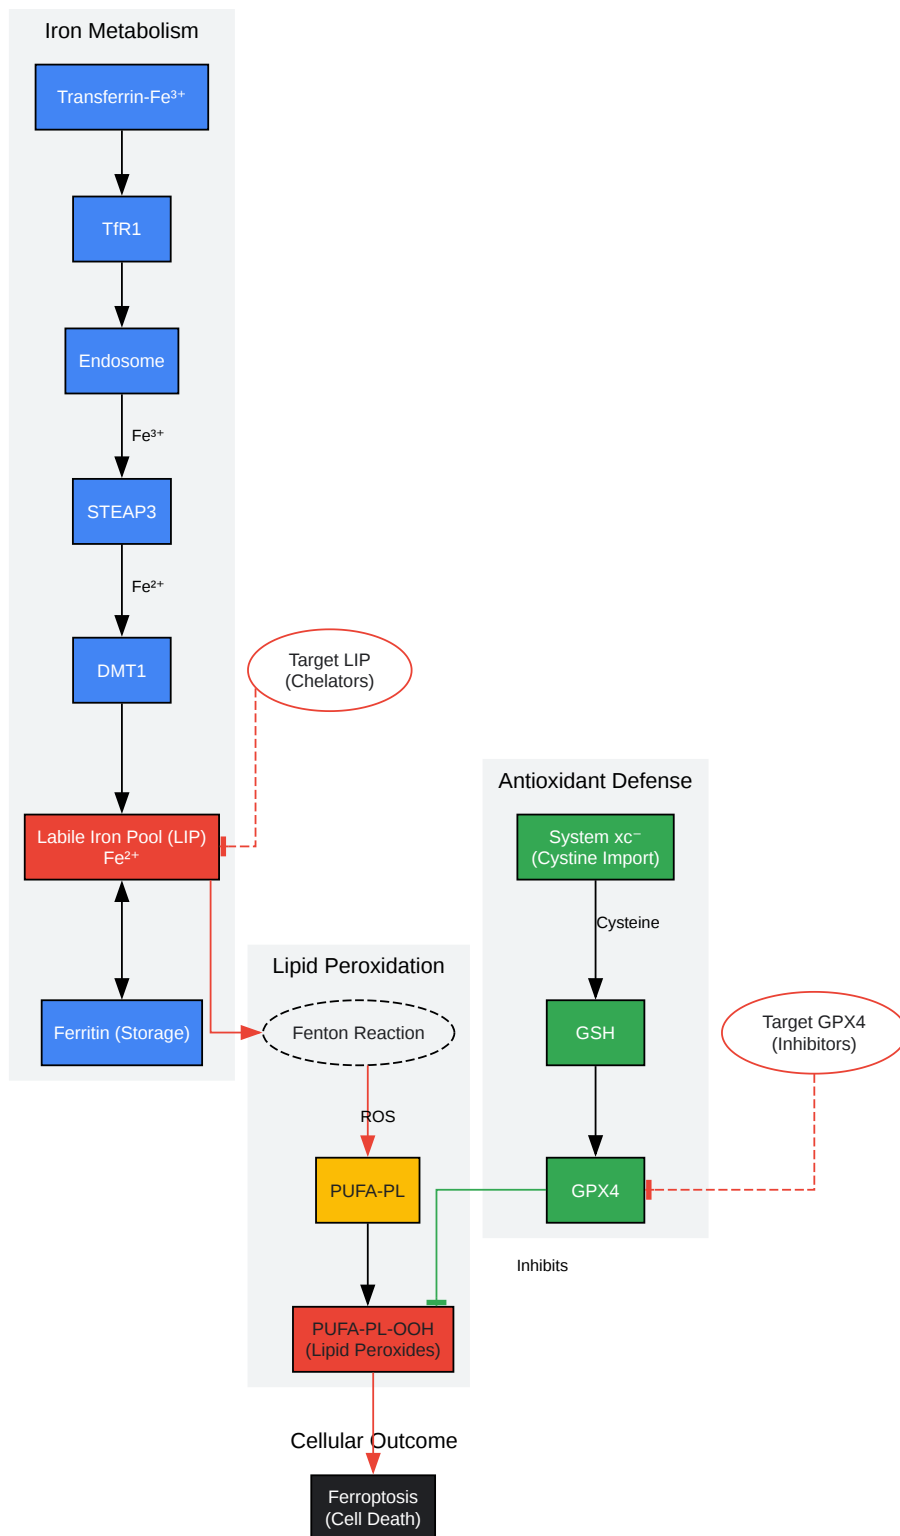 Iron Metabolism
Transferrin-Fe³⁺
TfR1
Endosome
Fe³⁺
STEAP3
Fe²⁺
DMT1
Target LIP
(Chelators)
Labile Iron Pool (LIP)
Fe²⁺
Ferritin (Storage)
Antioxidant Defense
System xc⁻
(Cystine Import)
Cysteine
GSH
GPX4
Target GPX4
(Inhibitors)
Inhibits
Lipid Peroxidation
Fenton Reaction
ROS
PUFA-PL
PUFA-PL-OOH
(Lipid Peroxides)
Cellular Outcome
Ferroptosis
(Cell Death)